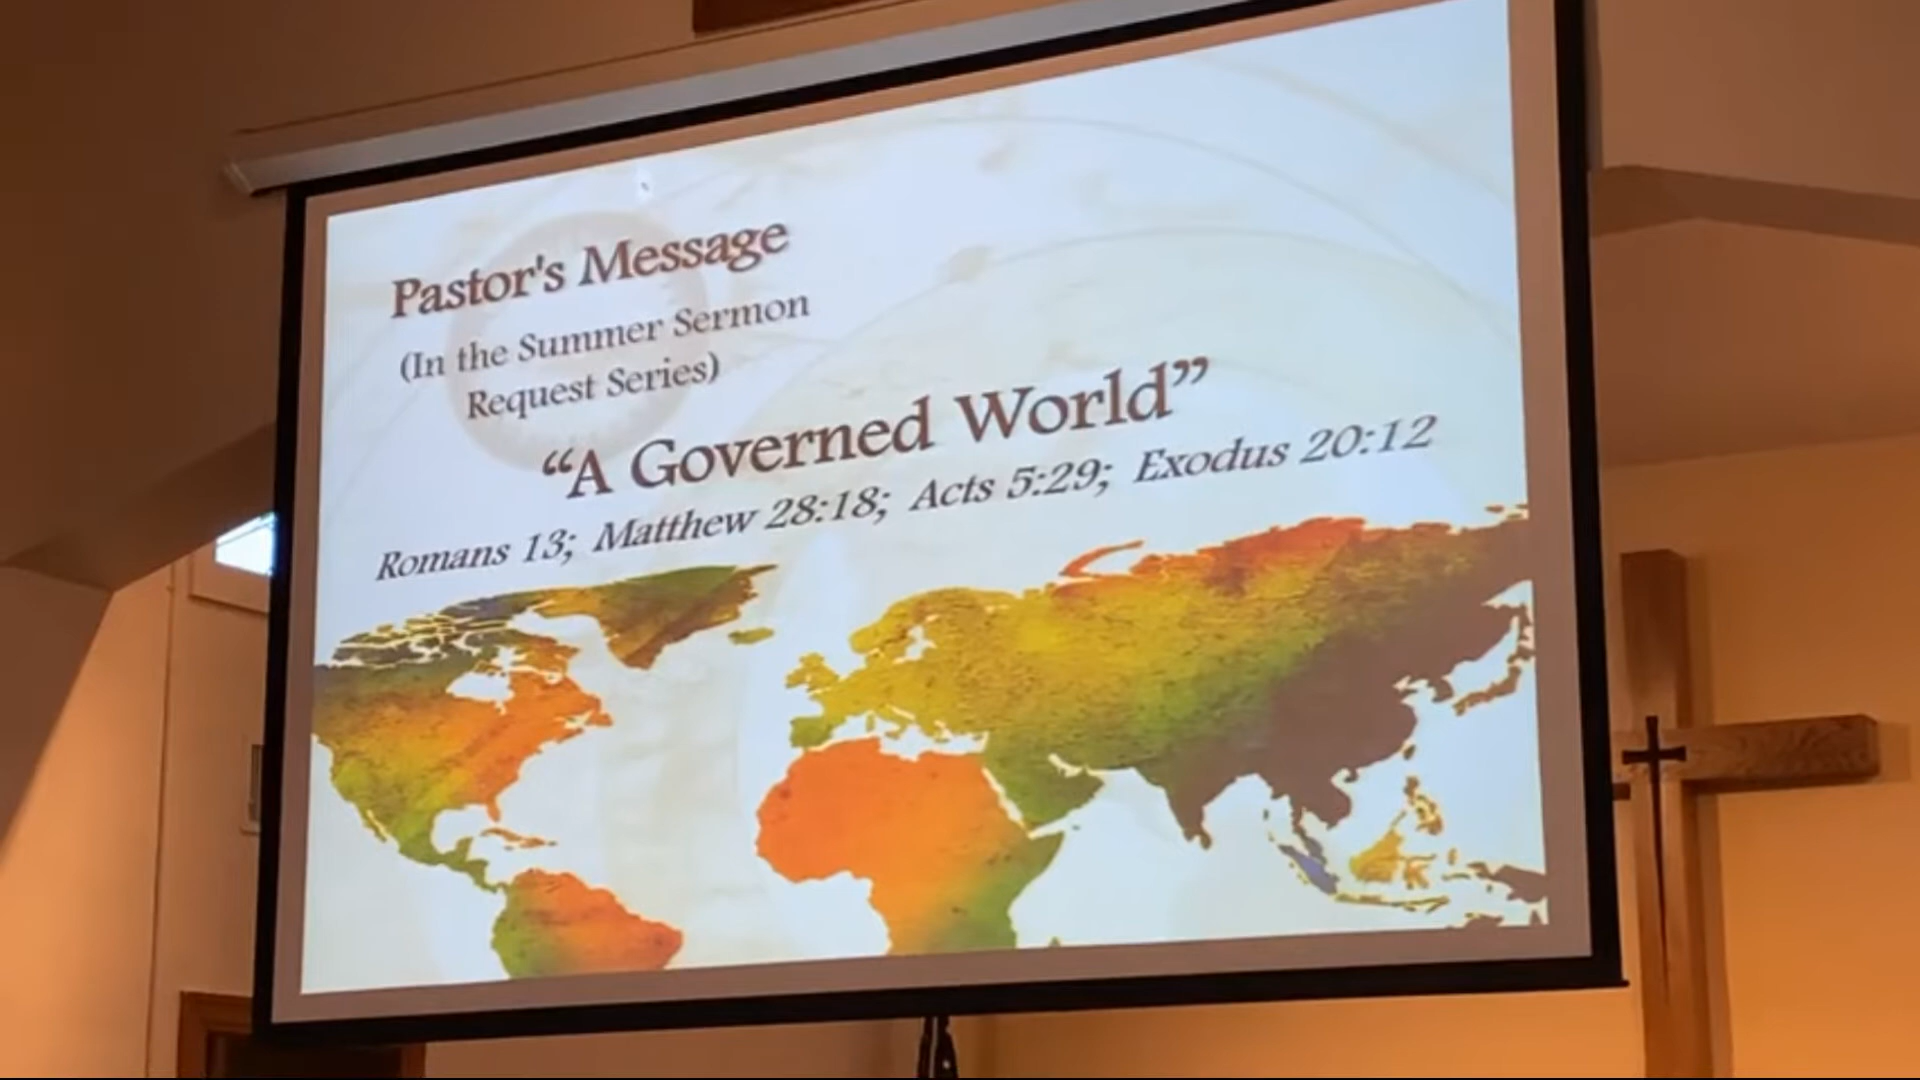 Pastor's Message
(In the Summer Sermon
Request Series)
“A Governed World”
Romans 13; Matthew 28:18; Acts 5:29; Exodus 20:12